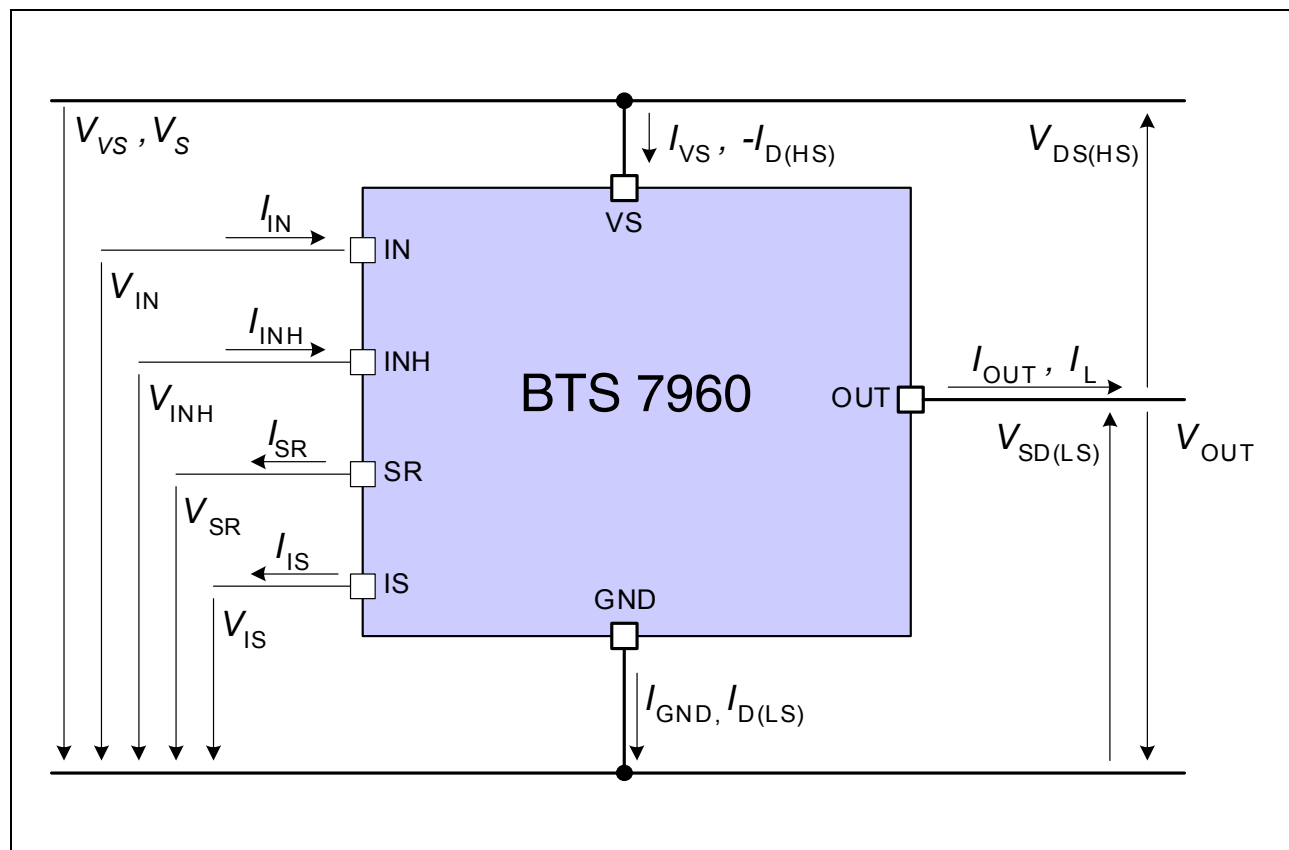 V_VS , V_S
I_VS , -I_D(HS)
V_DS(HS)
VS
I_IN
IN
V_IN
I_INH
INH
V_INH
BTS 7960
OUT
I_OUT , I_L
V_SD(LS)
V_OUT
I_SR
SR
V_SR
I_IS
IS
V_IS
GND
I_GND, I_D(LS)